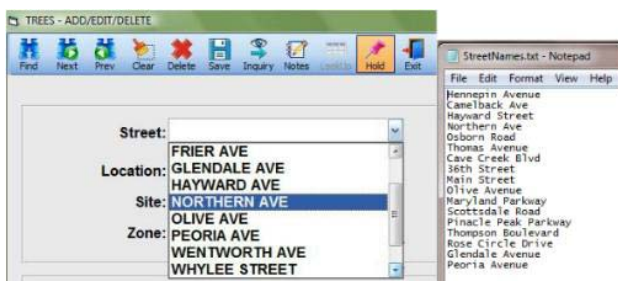 TREES - ADD/EDIT/DELETE
Find Next Prev Clear Delete Save Inquiry Notes Hold Exit
Street:
FRIER AVE
Location: GLENDALE AVE
HAYWARD AVE
Site: NORTHERN AVE
OLIVE AVE
Zone: PEORIA AVE
WENTWORTH AVE
WHYLEE STREET
StreetNames.txt - Notepad
File Edit Format View Help
Hennepin Avenue
Camelback Ave
Hayward Street
Northern Ave
Osborn Road
Thomas Avenue
Cave Creek Blvd
36th Street
Main Street
Olive Avenue
Maryland Parkway
Scottsdale Road
Pinacle Peak Parkway
Thompson Boulevard
Rose Circle Drive
Glendale Avenue
Peoria Avenue